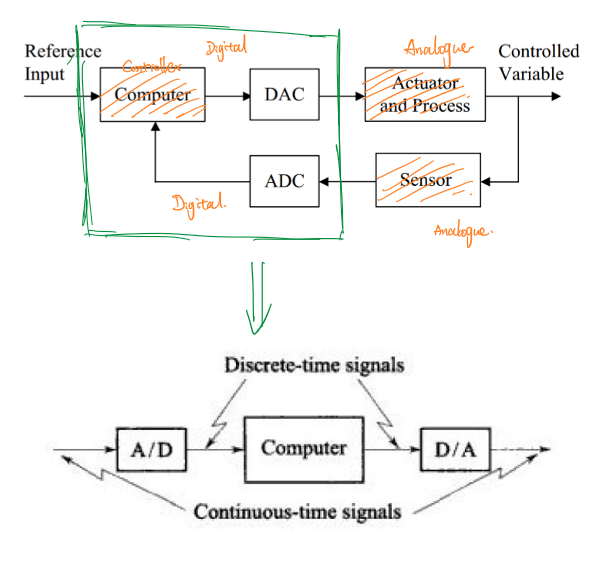 Reference
Input
Controller
Digital
Computer
DAC
Analogue
Actuator
and Process
Controlled
Variable
ADC
Sensor
Digital.
Analogue.
Discrete-time signals
A/D
Computer
D/A
Continuous-time signals